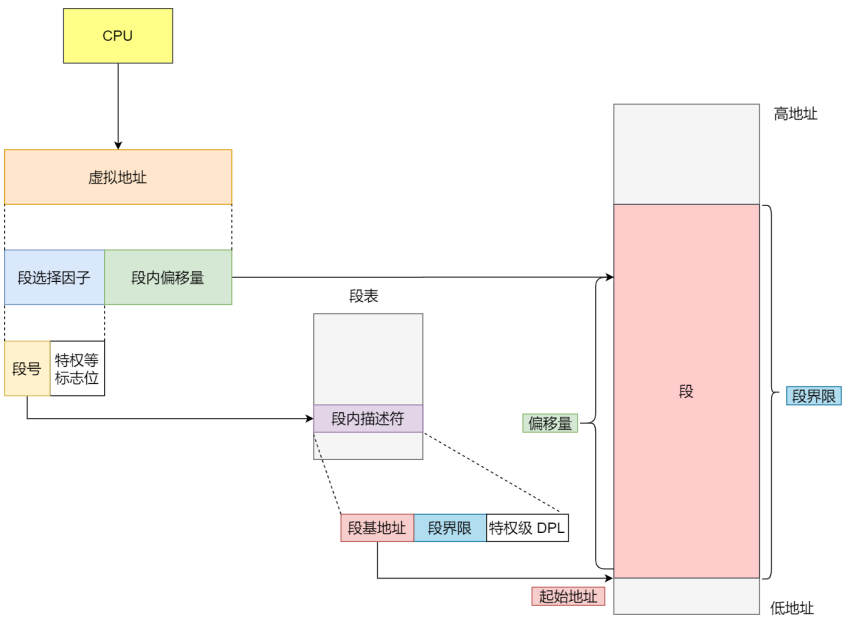 CPU
高地址
虚拟地址
段选择因子
段内偏移量
段表
段号
特权等
标志位
段内描述符
段
段界限
偏移量
段基地址
段界限
特权级 DPL
起始地址
低地址